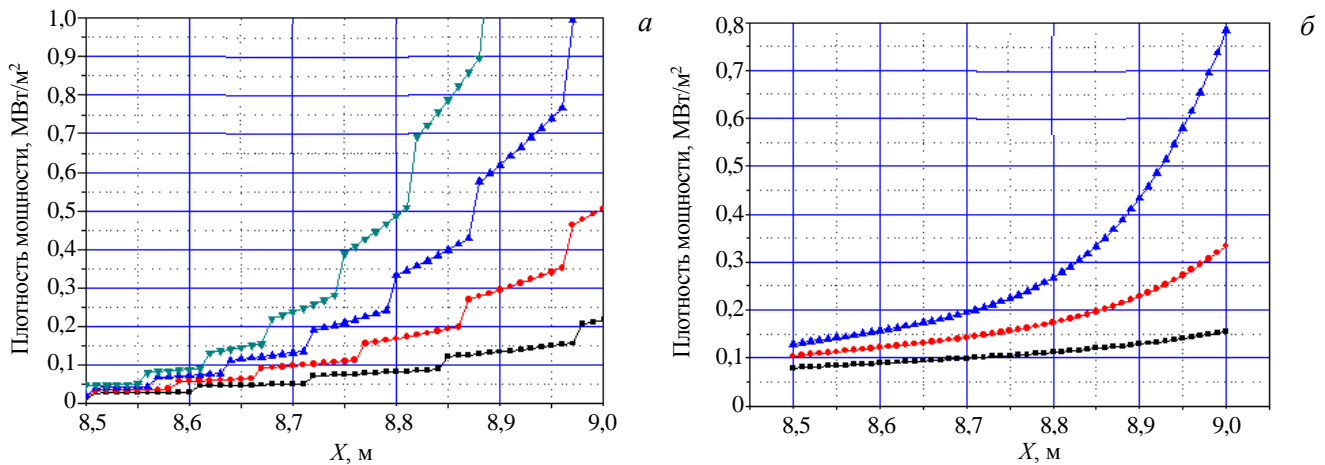 а
Плотность мощности, МВт/м²
1,0
0,9
0,8
0,7
0,6
0,5
0,4
0,3
0,2
0,1
0
8,5 8,6 8,7 8,8 8,9 9,0
X, м
б
Плотность мощности, МВт/м²
0,8
0,7
0,6
0,5
0,4
0,3
0,2
0,1
0
8,5 8,6 8,7 8,8 8,9 9,0
X, м